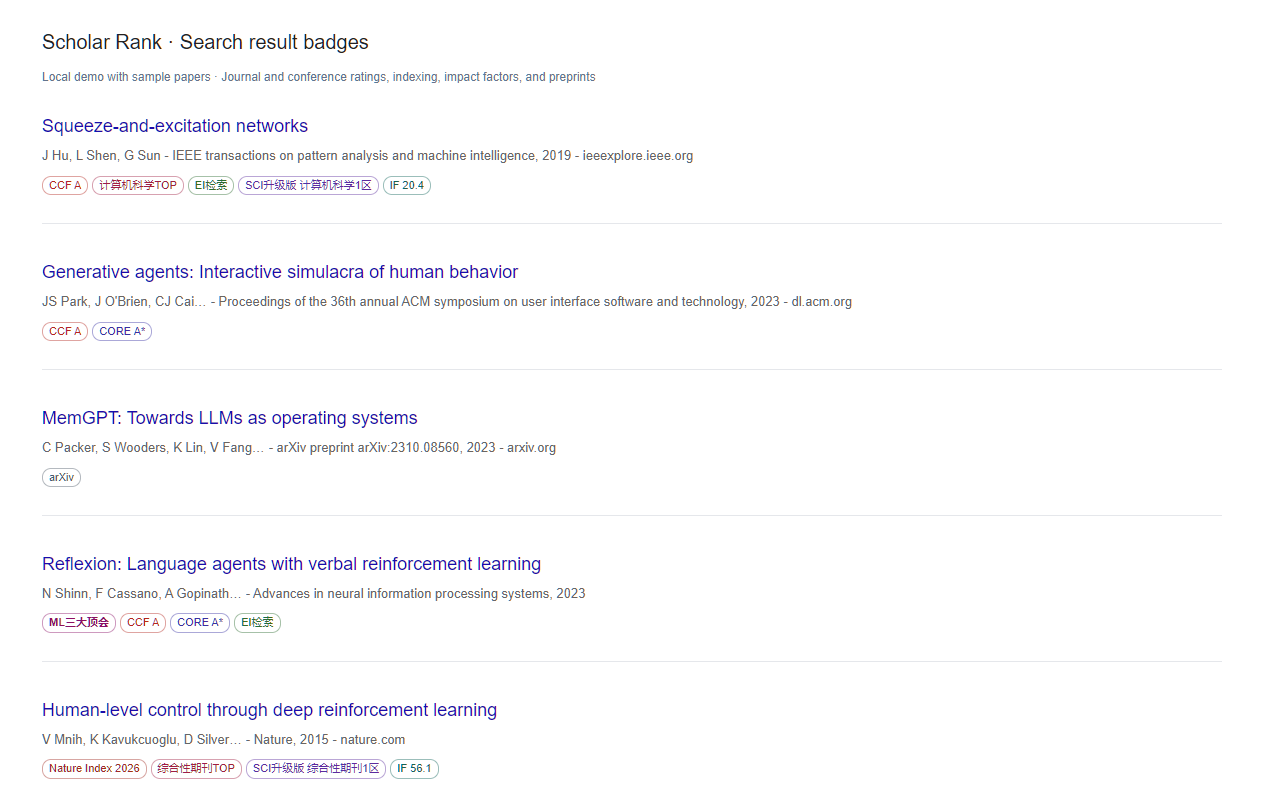 Scholar Rank · Search result badges
Local demo with sample papers · Journal and conference ratings, indexing, impact factors, and preprints
Squeeze-and-excitation networks
J Hu, L Shen, G Sun - IEEE transactions on pattern analysis and machine intelligence, 2019 - ieeexplore.ieee.org
CCF A 计算机科学TOP EI检索 SCI升级版 计算机科学1区 IF 20.4
Generative agents: Interactive simulacra of human behavior
JS Park, J O'Brien, CJ Cai… - Proceedings of the 36th annual ACM symposium on user interface software and technology, 2023 - dl.acm.org
CCF A CORE A*
MemGPT: Towards LLMs as operating systems
C Packer, S Wooders, K Lin, V Fang… - arXiv preprint arXiv:2310.08560, 2023 - arxiv.org
arXiv
Reflexion: Language agents with verbal reinforcement learning
N Shinn, F Cassano, A Gopinath… - Advances in neural information processing systems, 2023
ML三大顶会 CCF A CORE A* EI检索
Human-level control through deep reinforcement learning
V Mnih, K Kavukcuoglu, D Silver… - Nature, 2015 - nature.com
Nature Index 2026 综合性期刊TOP SCI升级版 综合性期刊1区 IF 56.1